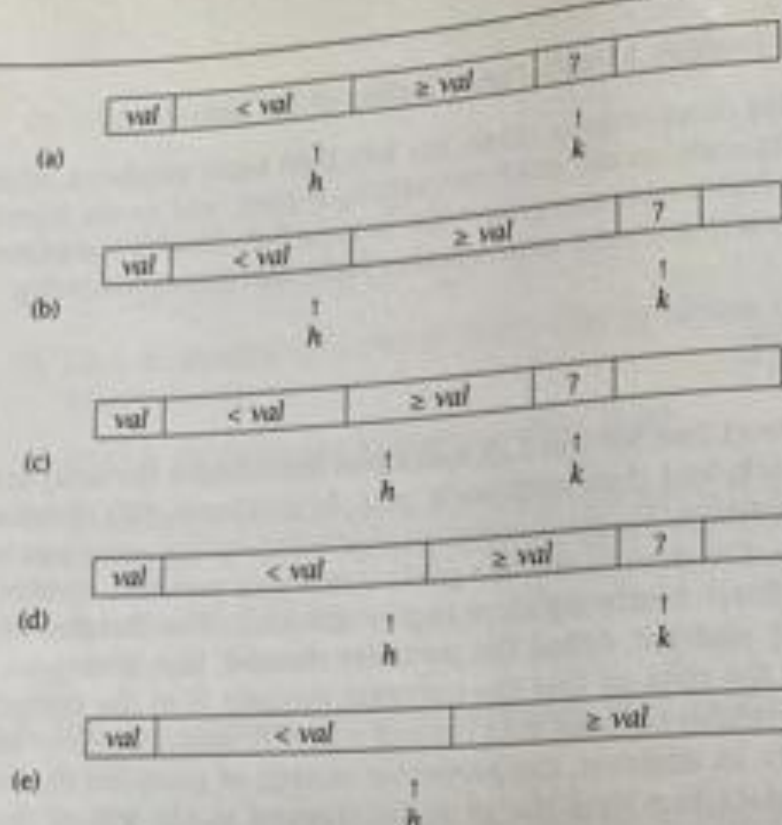 (a) val < val ≥ val ?
↑ ↑
h k
(b) val < val ≥ val ?
↑ ↑
h k
(c) val < val ≥ val ?
↑ ↑
h k
(d) val < val ≥ val ?
↑ ↑
h k
(e) val < val ≥ val
↑
h